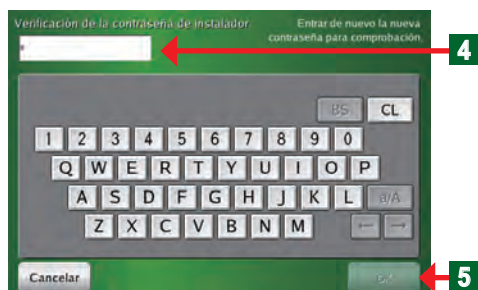 Verificación de la contraseña de instalador
Entrar de nuevo la nueva
contraseña para comprobación.
*
4
BS CL
1 2 3 4 5 6 7 8 9 0
Q W E R T Y U I O P
A S D F G H J K L a/A
Z X C V B N M ← →
Cancelar
OK
5